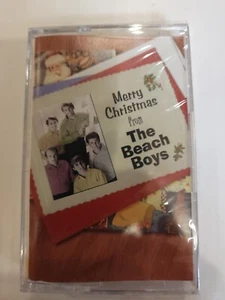 Merry
Christmas
from
The
Beach
Boys